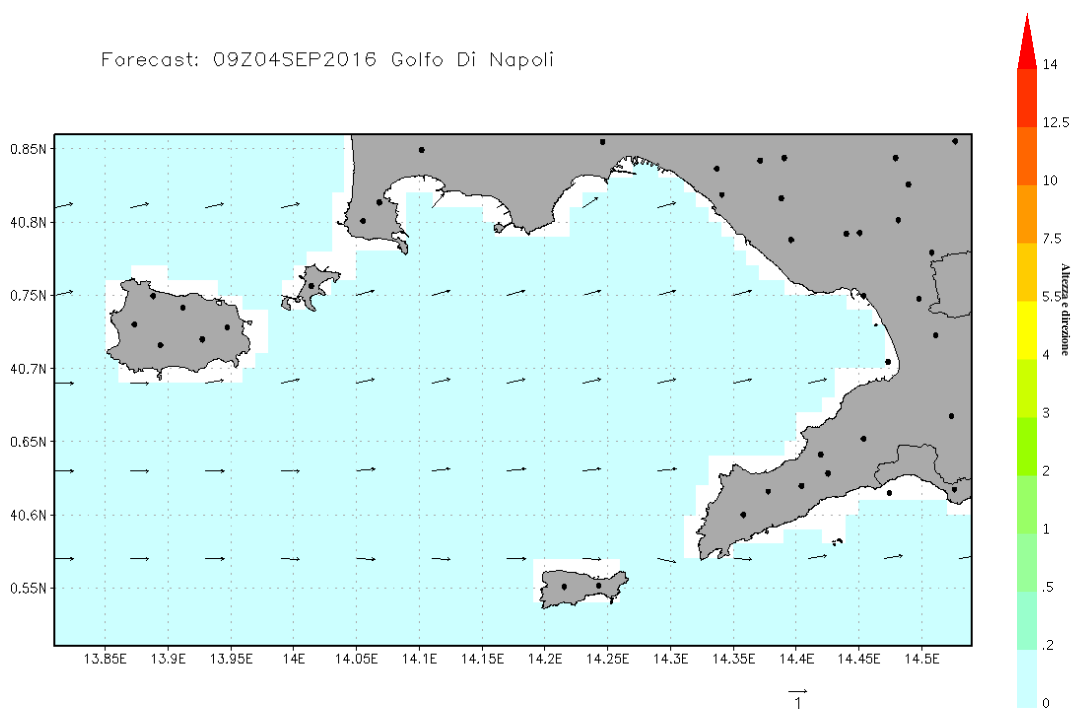 Forecast: 09Z04SEP2016 Golfo Di Napoli
0.85N
40.8N
0.75N
40.7N
0.65N
40.6N
0.55N
13.85E 13.9E 13.95E 14E 14.05E 14.1E 14.15E 14.2E 14.25E 14.3E 14.35E 14.4E 14.45E 14.5E
1
14
12.5
10
7.5
5.5
4
3
2
1
.5
.2
0
Altezza e direzione